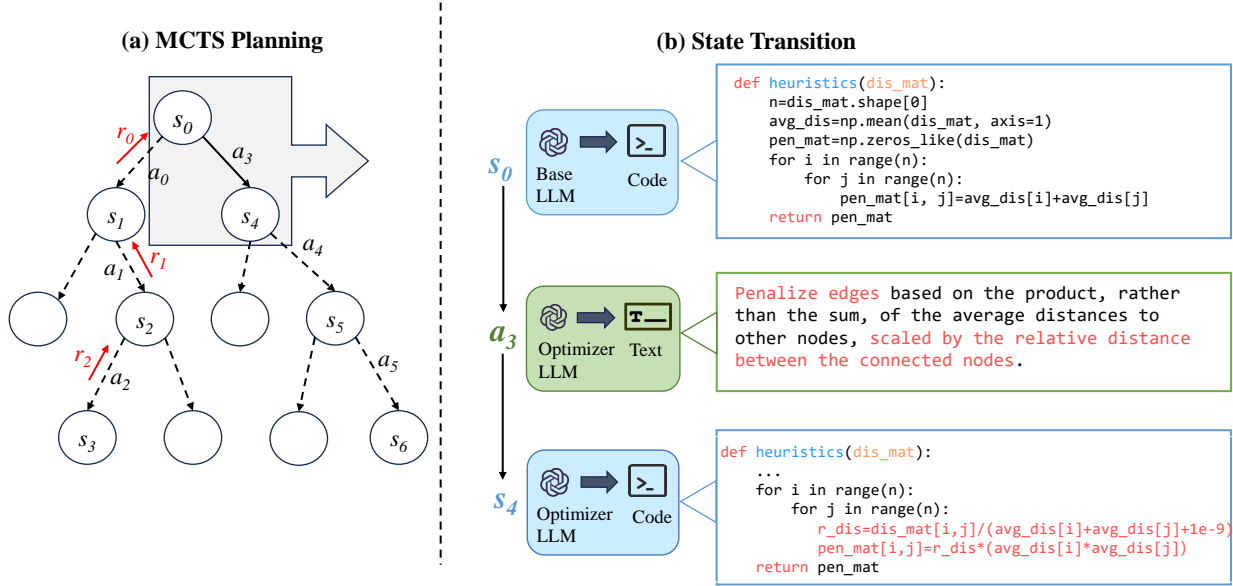 (a) MCTS Planning
s0
r0
a0
a3
s1
s4
a1
r1
a4
s2
s5
r2
a2
a5
s3
s6
(b) State Transition
s0
Base
LLM
Code
def heuristics(dis_mat):
    n=dis_mat.shape[0]
    avg_dis=np.mean(dis_mat, axis=1)
    pen_mat=np.zeros_like(dis_mat)
    for i in range(n):
        for j in range(n):
            pen_mat[i, j]=avg_dis[i]+avg_dis[j]
    return pen_mat
a3
T
Optimizer
LLM
Text
Penalize edges based on the product, rather
than the sum, of the average distances to
other nodes, scaled by the relative distance
between the connected nodes.
s4
Optimizer
LLM
Code
def heuristics(dis_mat):
    ...
    for i in range(n):
        for j in range(n):
            r_dis=dis_mat[i,j]/(avg_dis[i]+avg_dis[j]+1e-9)
            pen_mat[i,j]=r_dis*(avg_dis[i]*avg_dis[j])
    return pen_mat